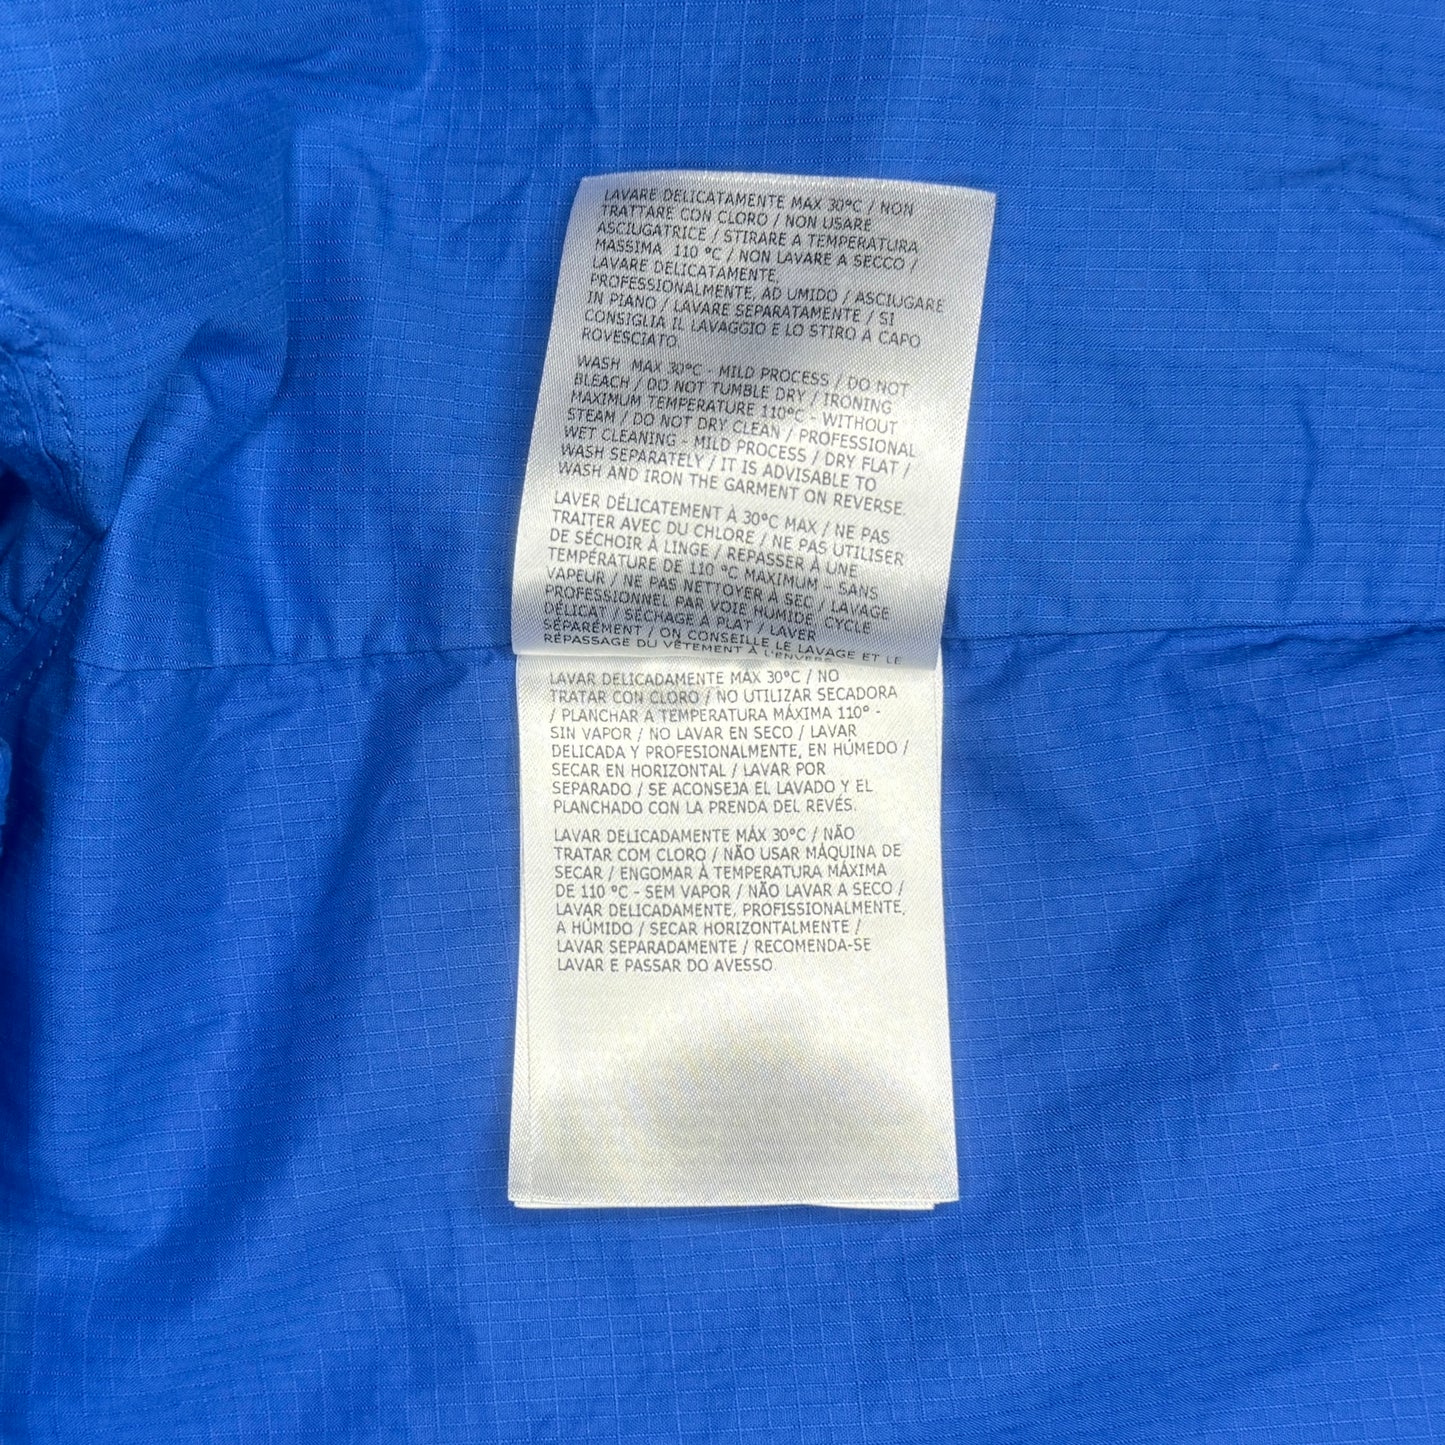 LAVARE DELICATAMENTE MAX 30°C / NON
TRATTARE CON CLORO / NON USARE
ASCIUGATRICE / STIRARE A TEMPERATURA
MASSIMA 110 °C / NON LAVARE A SECCO /
LAVARE DELICATAMENTE,
PROFESSIONALMENTE, AD UMIDO / ASCIUGARE
IN PIANO / LAVARE SEPARATAMENTE / SI
CONSIGLIA IL LAVAGGIO E LO STIRO A CAPO
ROVESCIATO.
WASH MAX 30°C - MILD PROCESS / DO NOT
BLEACH / DO NOT TUMBLE DRY / IRONING
MAXIMUM TEMPERATURE 110°C - WITHOUT
STEAM / DO NOT DRY CLEAN / PROFESSIONAL
WET CLEANING - MILD PROCESS / DRY FLAT /
WASH SEPARATELY / IT IS ADVISABLE TO
WASH AND IRON THE GARMENT ON REVERSE.
LAVER DÉLICATEMENT À 30°C MAX / NE PAS
TRAITER AVEC DU CHLORE / NE PAS UTILISER
DE SÉCHOIR À LINGE / REPASSER À UNE
TEMPÉRATURE DE 110 °C MAXIMUM - SANS
VAPEUR / NE PAS NETTOYER À SEC / LAVAGE
PROFESSIONNEL PAR VOIE HUMIDE, CYCLE
DÉLICAT / SÉCHAGE À PLAT / LAVER
SÉPARÉMENT / ON CONSEILLE LE LAVAGE ET LE
RÉPASSAGE DU VÊTEMENT À L'ENVERS.
LAVAR DELICADAMENTE MÁX 30°C / NO
TRATAR CON CLORO / NO UTILIZAR SECADORA
/ PLANCHAR A TEMPERATURA MÁXIMA 110° -
SIN VAPOR / NO LAVAR EN SECO / LAVAR
DELICADA Y PROFESIONALMENTE, EN HÚMEDO /
SECAR EN HORIZONTAL / LAVAR POR
SEPARADO / SE ACONSEJA EL LAVADO Y EL
PLANCHADO CON LA PRENDA DEL REVÉS.
LAVAR DELICADAMENTE MÁX 30°C / NÃO
TRATAR COM CLORO / NÃO USAR MÁQUINA DE
SECAR / ENGOMAR À TEMPERATURA MÁXIMA
DE 110 °C - SEM VAPOR / NÃO LAVAR A SECO /
LAVAR DELICADAMENTE, PROFISSIONALMENTE,
A HÚMIDO / SECAR HORIZONTALMENTE /
LAVAR SEPARADAMENTE / RECOMENDA-SE
LAVAR E PASSAR DO AVESSO.